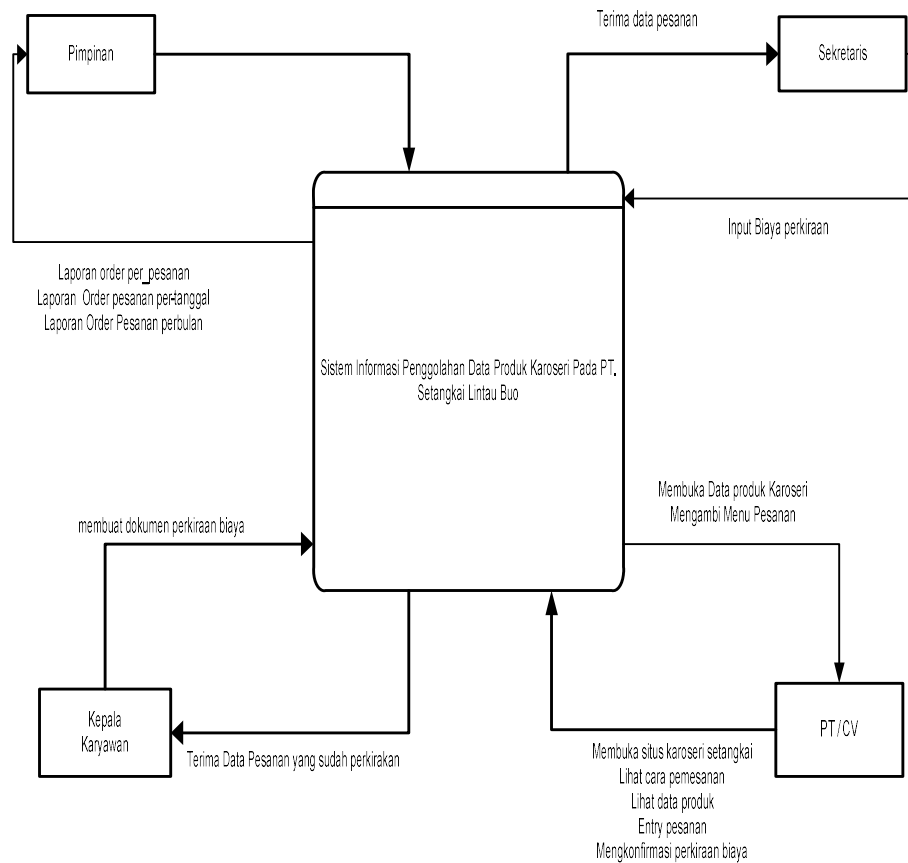 Terima data pesanan
Pimpinan
Sekretaris
Input Biaya perkiraan
Laporan order per_pesanan
Laporan Order pesanan per-tanggal
Laporan Order Pesanan perbulan
Sistem Informasi Penggolahan Data Produk Karoseri Pada PT.
Setangkai Lintau Buo
Membuka Data produk Karoseri
Mengambi Menu Pesanan
membuat dokumen perkiraan biaya
Kepala
Karyawan
Terima Data Pesanan yang sudah perkirakan
PT/CV
Membuka situs karoseri setangkai
Lihat cara pemesanan
Lihat data produk
Entry pesanan
Mengkonfirmasi perkiraan biaya